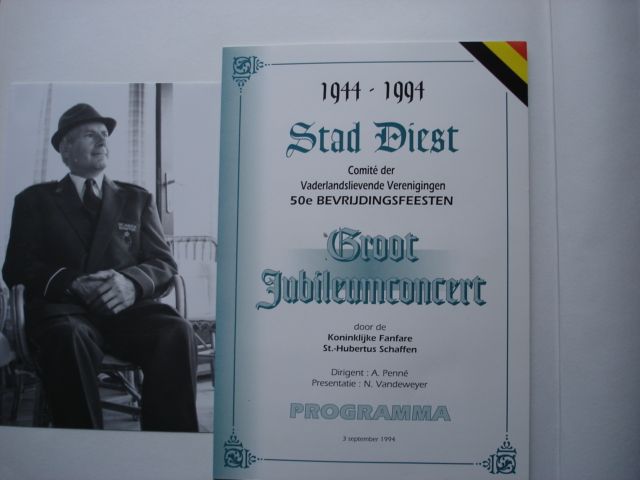 1944 - 1994
Stad Diest
Comité der
Vaderlandslievende Verenigingen
50e BEVRIJDINGSFEESTEN
Groot
Jubileumconcert
door de
Koninklijke Fanfare
St.-Hubertus Schaffen
Dirigent : A. Penné
Presentatie : N. Vandeweyer
PROGRAMMA
3 september 1994